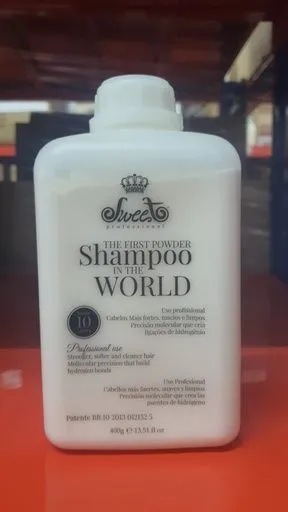 Sweet
professional
THE FIRST POWDER
Shampoo
IN THE
WORLD
10
Uso profissional
Cabelos Mais fortes, macios e limpos
Precisão molecular que cria
ligações de hidrogênio
Professional use
Stronger, softer and cleaner hair
Molecular precision that build
hydrogen bonds
Uso Profesional
Cabellos más fuertes, suaves y limpios
Precisión molecular que crea las
puentes de hidrógeno
Patente BR 10 2013 012152 5
400g ℮ 13,51 fl oz